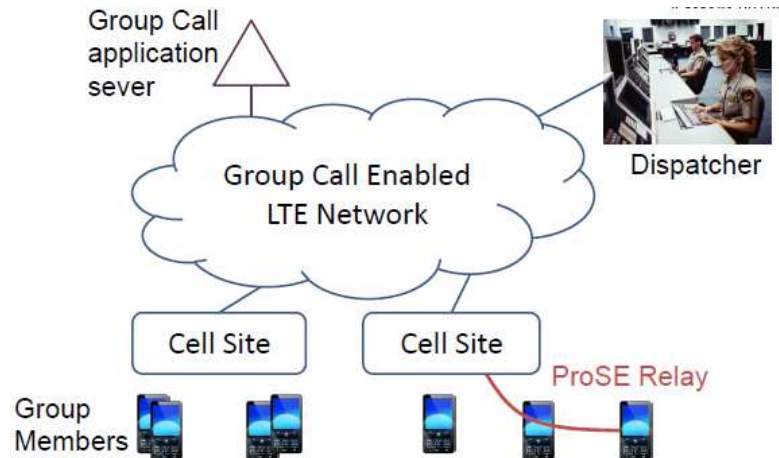 Group Call
application
sever
Dispatcher
Group Call Enabled
LTE Network
Cell Site
Cell Site
ProSE Relay
Group
Members